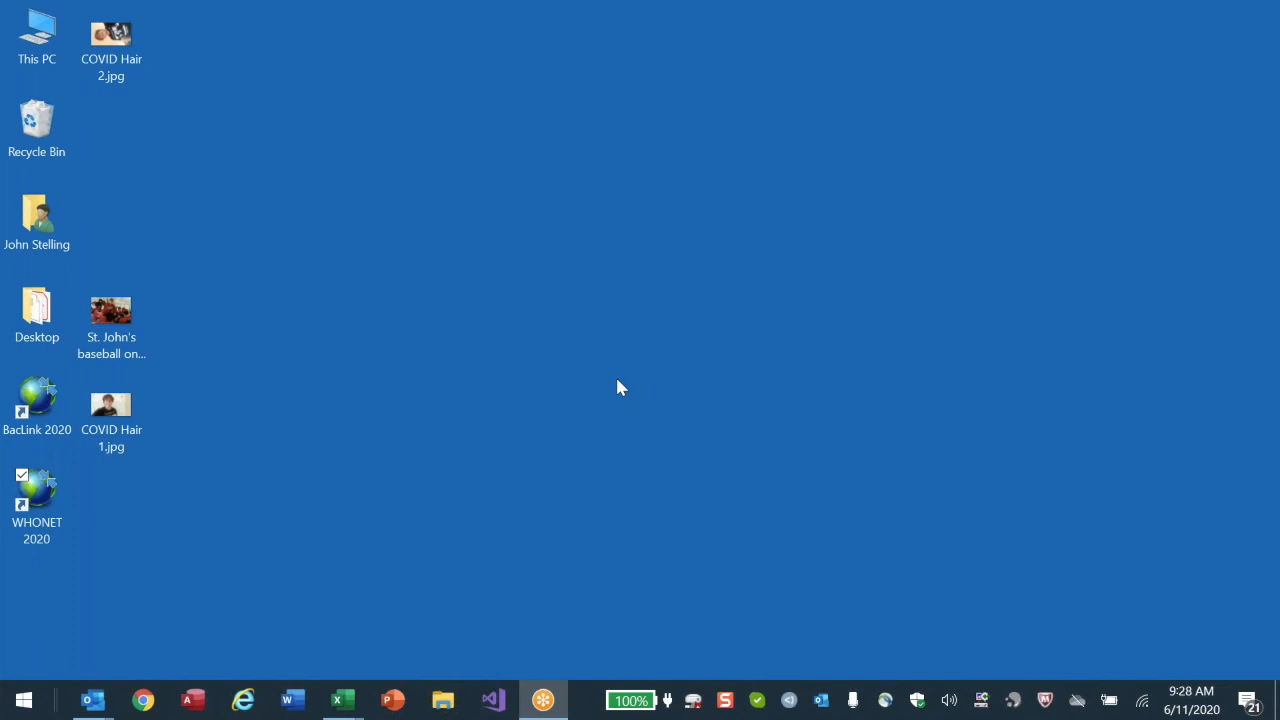 This PC
COVID Hair
2.jpg
Recycle Bin
John Stelling
Desktop
St. John's
baseball on...
BacLink 2020
COVID Hair
1.jpg
WHONET
2020
100%
9:28 AM
6/11/2020
21